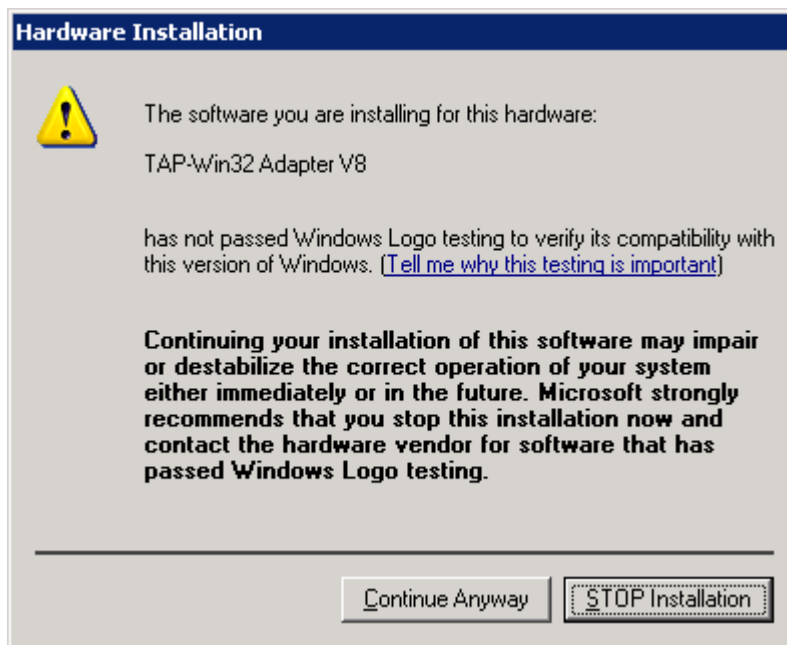 Hardware Installation
The software you are installing for this hardware:
TAP-Win32 Adapter V8
has not passed Windows Logo testing to verify its compatibility with
this version of Windows. (Tell me why this testing is important)
Continuing your installation of this software may impair
or destabilize the correct operation of your system
either immediately or in the future. Microsoft strongly
recommends that you stop this installation now and
contact the hardware vendor for software that has
passed Windows Logo testing.
Continue Anyway STOP Installation